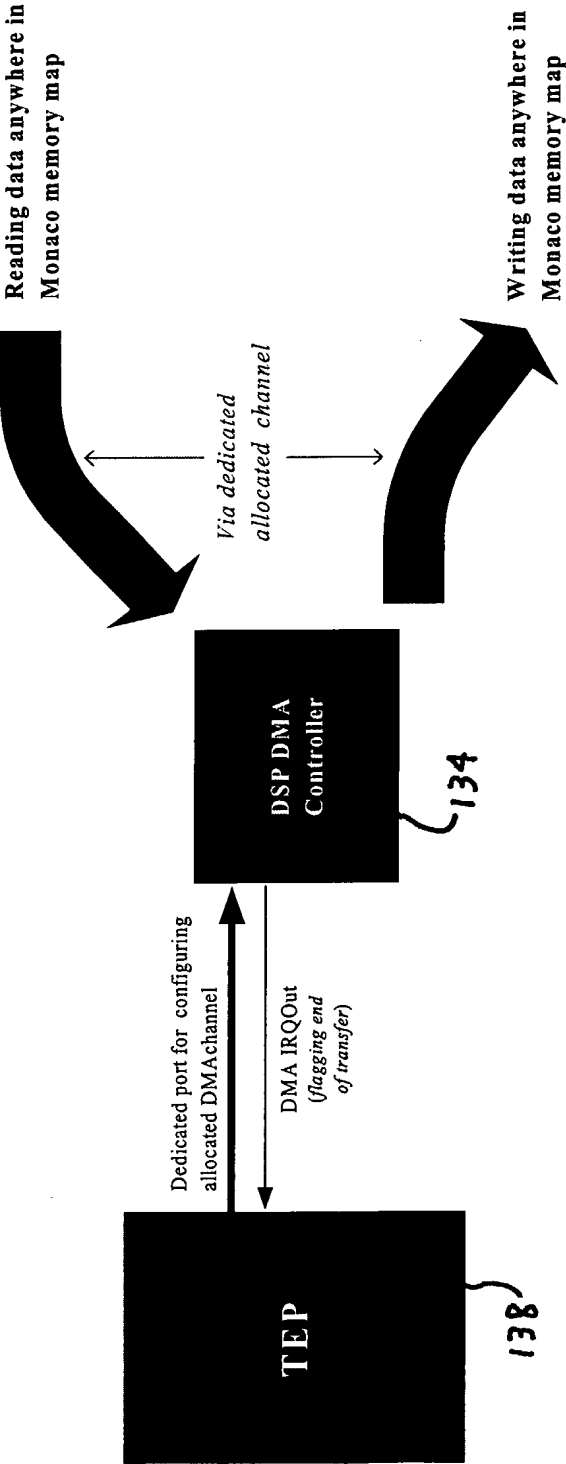 Reading data anywhere in
Monaco memory map
Via dedicated
allocated channel
Writing data anywhere in
Monaco memory map
DSP DMA
Controller
134
Dedicated port for configuring
allocated DMAchannel
DMA IRQOut
(flagging end
of transfer)
TEP
138